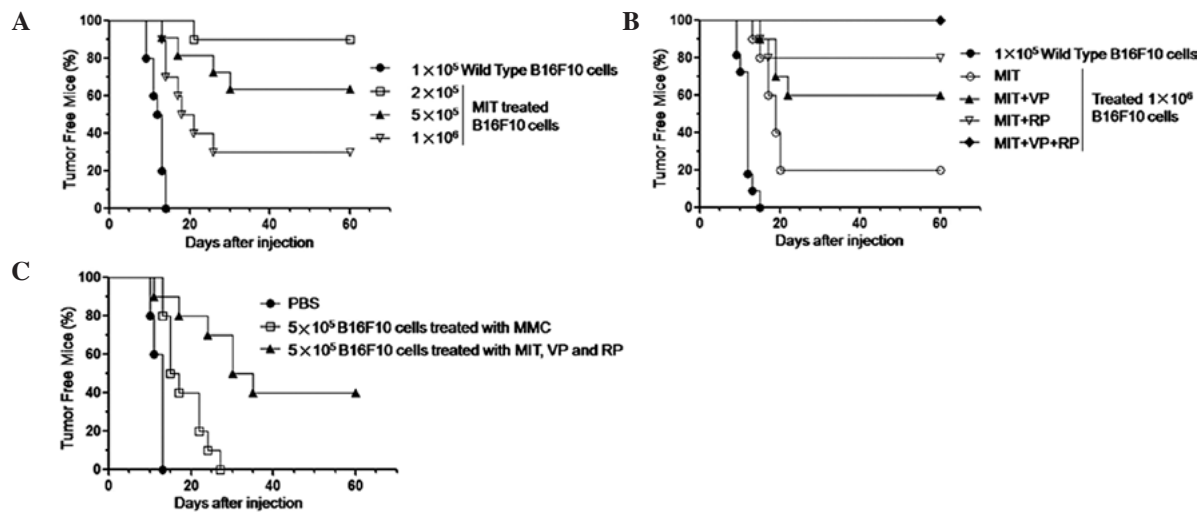 A
Tumor Free Mice (%)
100
80
60
40
20
0
0
20
40
60
Days after injection
1×10⁵ Wild Type B16F10 cells
2×10⁵
5×10⁵
1×10⁶
MIT treated
B16F10 cells
B
Tumor Free Mice (%)
100
80
60
40
20
0
0
20
40
60
Days after injection
1×10⁵ Wild Type B16F10 cells
MIT
MIT+VP
MIT+RP
MIT+VP+RP
Treated 1×10⁶
B16F10 cells
C
Tumor Free Mice (%)
100
80
60
40
20
0
0
20
40
60
Days after injection
PBS
5×10⁵ B16F10 cells treated with MMC
5×10⁵ B16F10 cells treated with MIT, VP and RP